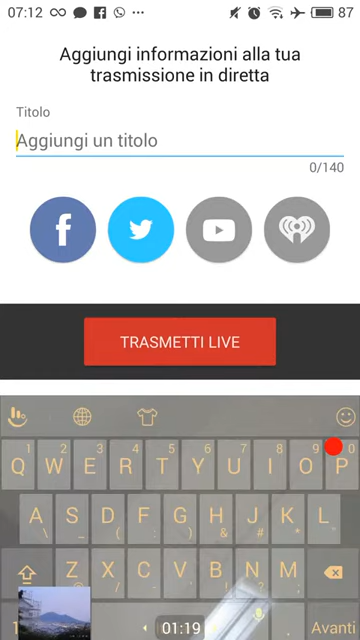 07:12 ... 87
Aggiungi informazioni alla tua
trasmissione in diretta
Titolo
Aggiungi un titolo
0/140
f
TRASMETTI LIVE
1 2 3 4 5 6 7 8 9 0
Q W E R T Y U I O P
A S D F G H J K L
\ _ ( : ) & # * "
Z X C V B N M
01:19
Avanti